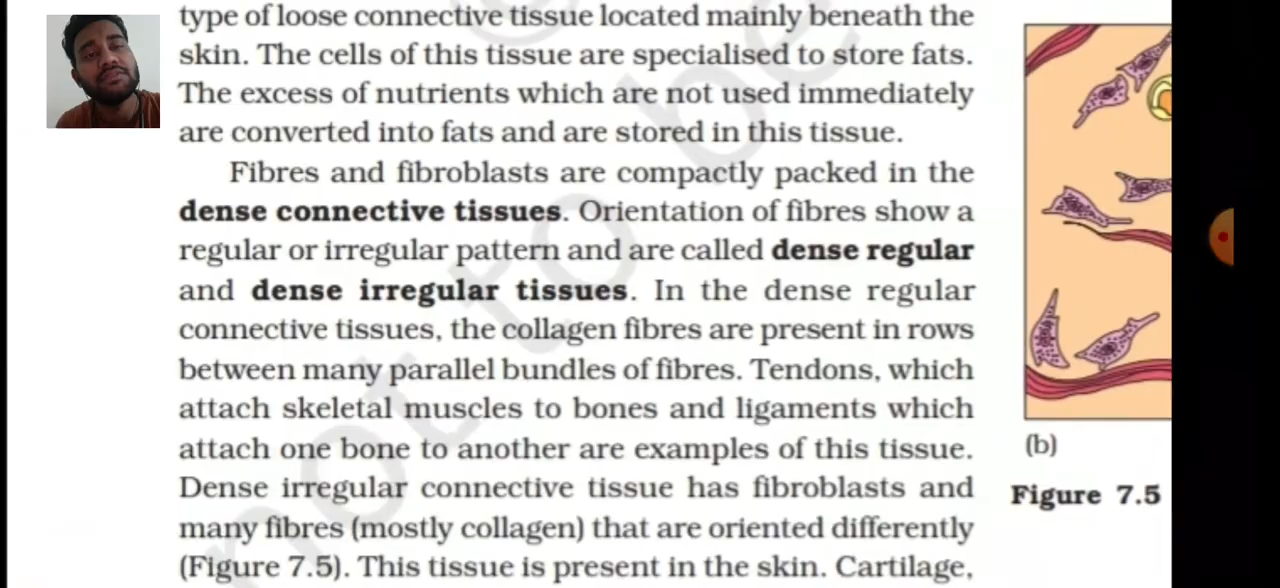 type of loose connective tissue located mainly beneath the
skin. The cells of this tissue are specialised to store fats.
The excess of nutrients which are not used immediately
are converted into fats and are stored in this tissue.
Fibres and fibroblasts are compactly packed in the
dense connective tissues. Orientation of fibres show a
regular or irregular pattern and are called dense regular
and dense irregular tissues. In the dense regular
connective tissues, the collagen fibres are present in rows
between many parallel bundles of fibres. Tendons, which
attach skeletal muscles to bones and ligaments which
attach one bone to another are examples of this tissue.
Dense irregular connective tissue has fibroblasts and
many fibres (mostly collagen) that are oriented differently
(Figure 7.5). This tissue is present in the skin. Cartilage,
(b)
Figure 7.5
not to be